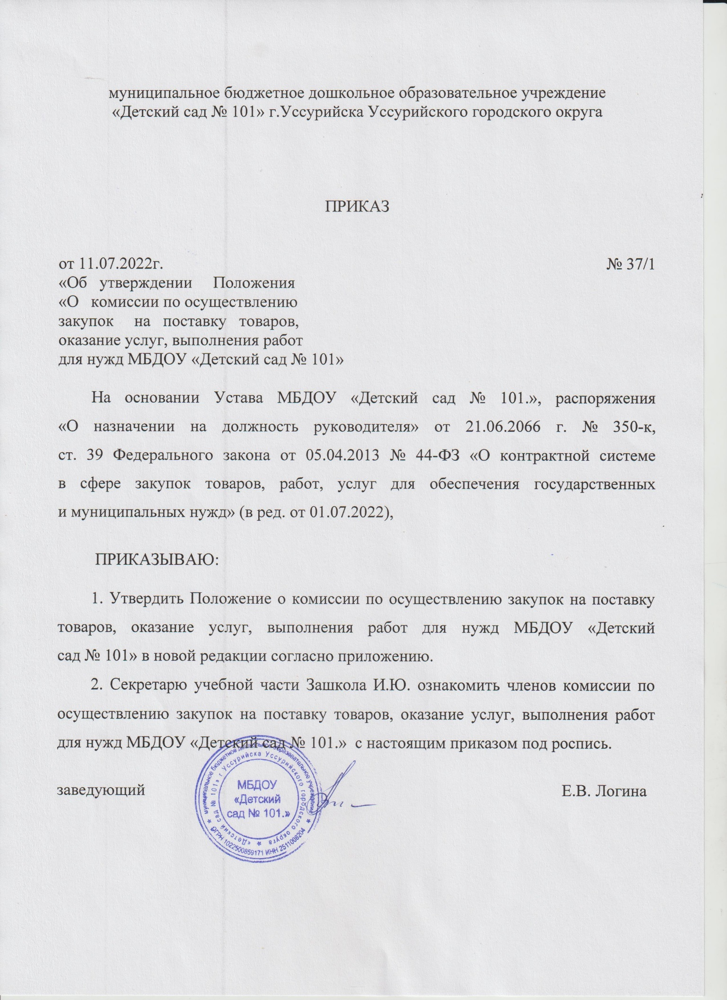 муниципальное бюджетное дошкольное образовательное учреждение
«Детский сад № 101» г.Уссурийска Уссурийского городского округа
ПРИКАЗ
от 11.07.2022г. № 37/1
«Об утверждении Положения
«О комиссии по осуществлению
закупок на поставку товаров,
оказание услуг, выполнения работ
для нужд МБДОУ «Детский сад № 101»
На основании Устава МБДОУ «Детский сад № 101.», распоряжения
«О назначении на должность руководителя» от 21.06.2066 г. № 350-к,
ст. 39 Федерального закона от 05.04.2013 № 44-ФЗ «О контрактной системе
в сфере закупок товаров, работ, услуг для обеспечения государственных
и муниципальных нужд» (в ред. от 01.07.2022),
ПРИКАЗЫВАЮ:
1. Утвердить Положение о комиссии по осуществлению закупок на поставку
товаров, оказание услуг, выполнения работ для нужд МБДОУ «Детский
сад № 101» в новой редакции согласно приложению.
2. Секретарю учебной части Зашкола И.Ю. ознакомить членов комиссии по
осуществлению закупок на поставку товаров, оказание услуг, выполнения работ
для нужд МБДОУ «Детский сад № 101.» с настоящим приказом под роспись.
заведующий Е.В. Логина
муниципальное бюджетное дошкольное образовательное учреждение
«Детский сад № 101» г Уссурийска Уссурийского городского округа
МБДОУ
«Детский
сад № 101.»
ОГРН 1022500859171 ИНН 2511006204